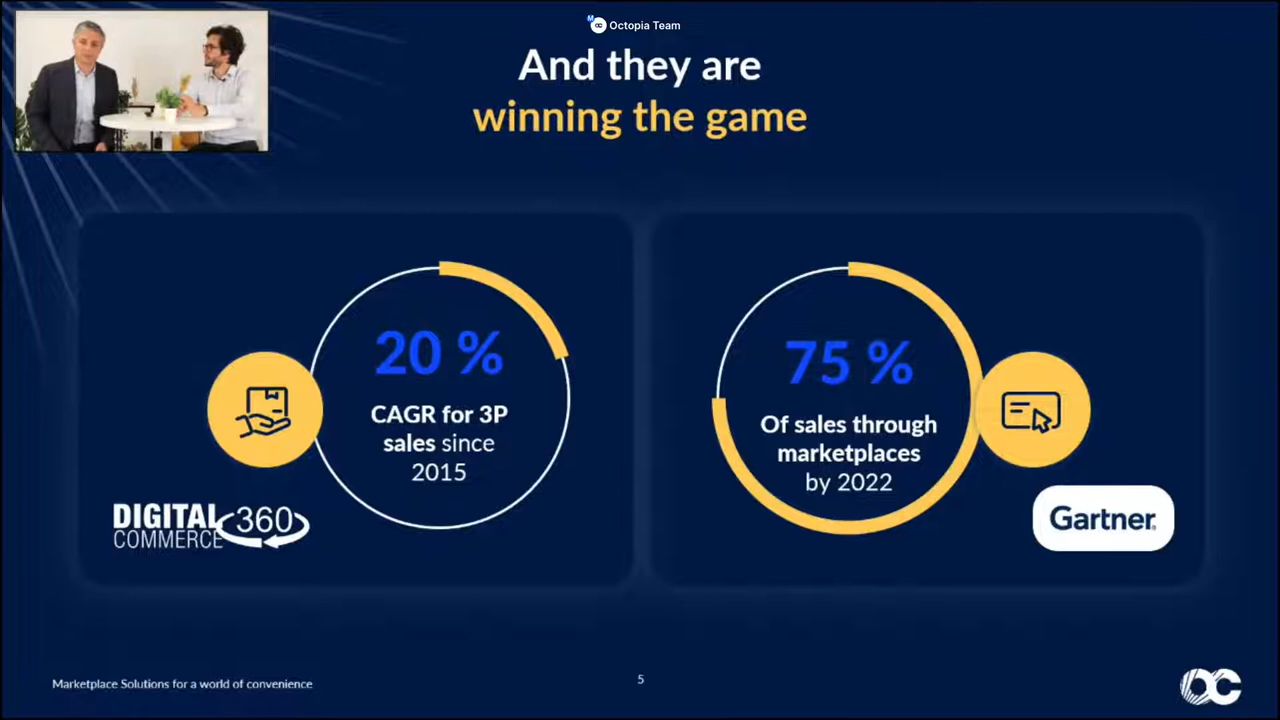 Octopia Team
And they are
winning the game
20 %
CAGR for 3P
sales since
2015
DIGITAL
COMMERCE
360
75 %
Of sales through
marketplaces
by 2022
Gartner
Marketplace Solutions for a world of convenience
5
OC